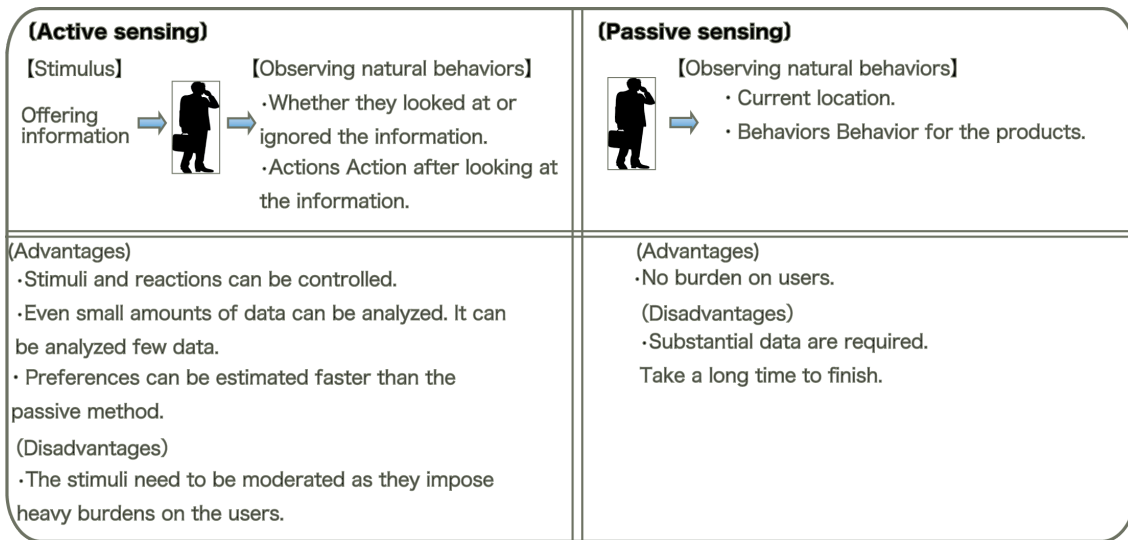 (Active sensing)
【Stimulus】
Offering
information
【Observing natural behaviors】
・Whether they looked at or
ignored the information.
・Actions Action after looking at
the information.
(Passive sensing)
【Observing natural behaviors】
・Current location.
・Behaviors Behavior for the products.
(Advantages)
・Stimuli and reactions can be controlled.
・Even small amounts of data can be analyzed. It can
be analyzed few data.
・Preferences can be estimated faster than the
passive method.
(Disadvantages)
・The stimuli need to be moderated as they impose
heavy burdens on the users.
(Advantages)
・No burden on users.
(Disadvantages)
・Substantial data are required.
Take a long time to finish.